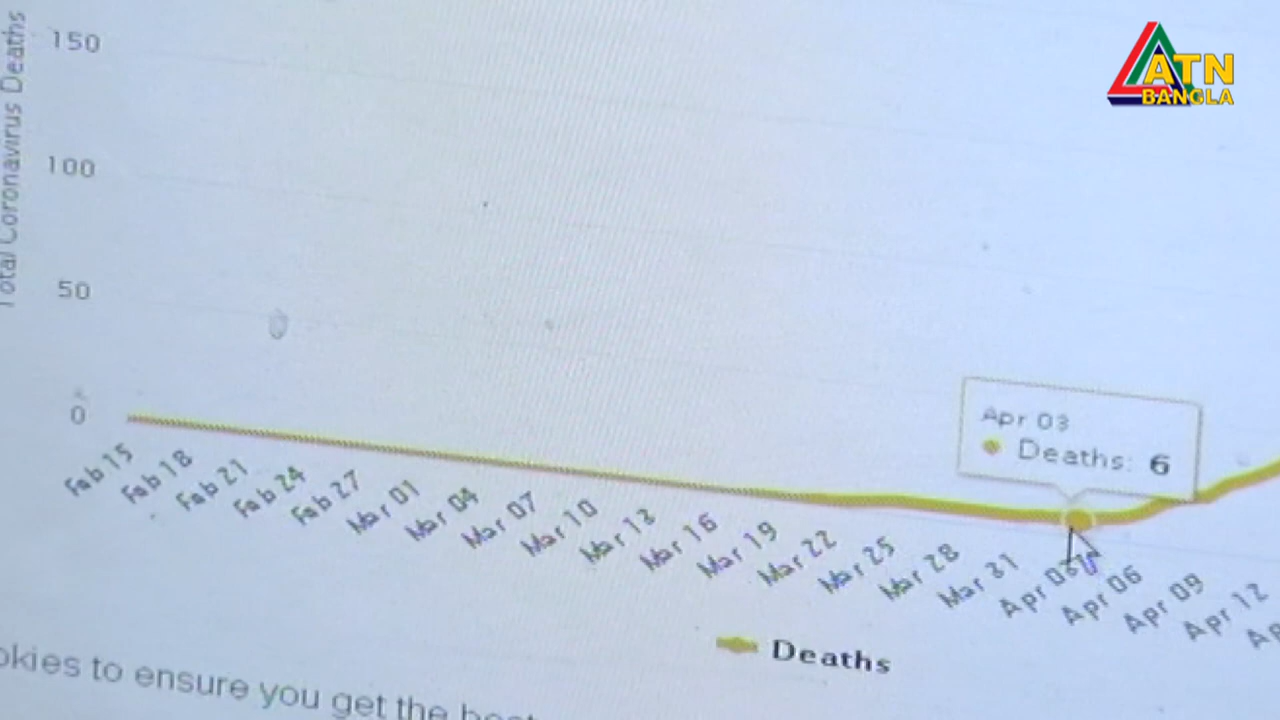 ATN
BANGLA
Total Coronavirus Deaths
150
100
50
0
Feb 15
Feb 18
Feb 21
Feb 24
Feb 27
Mar 01
Mar 04
Mar 07
Mar 10
Mar 13
Mar 16
Mar 19
Mar 22
Mar 25
Mar 28
Mar 31
Apr 03
Apr 06
Apr 09
Apr 12
Apr 03
Deaths: 6
Deaths
okies to ensure you get the best